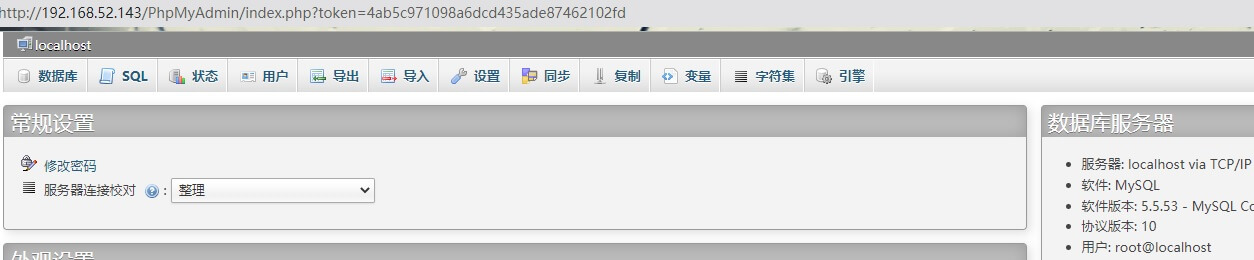 http://192.168.52.143/PhpMyAdmin/index.php?token=4ab5c971098a6dcd435ade87462102fd
localhost
数据库 SQL 状态 用户 导出 导入 设置 同步 复制 变量 字符集 引擎
常规设置
修改密码
服务器连接校对 : 整理
外观设置
数据库服务器
服务器: localhost via TCP/IP
软件: MySQL
软件版本: 5.5.53 - MySQL Co
协议版本: 10
用户: root@localhost